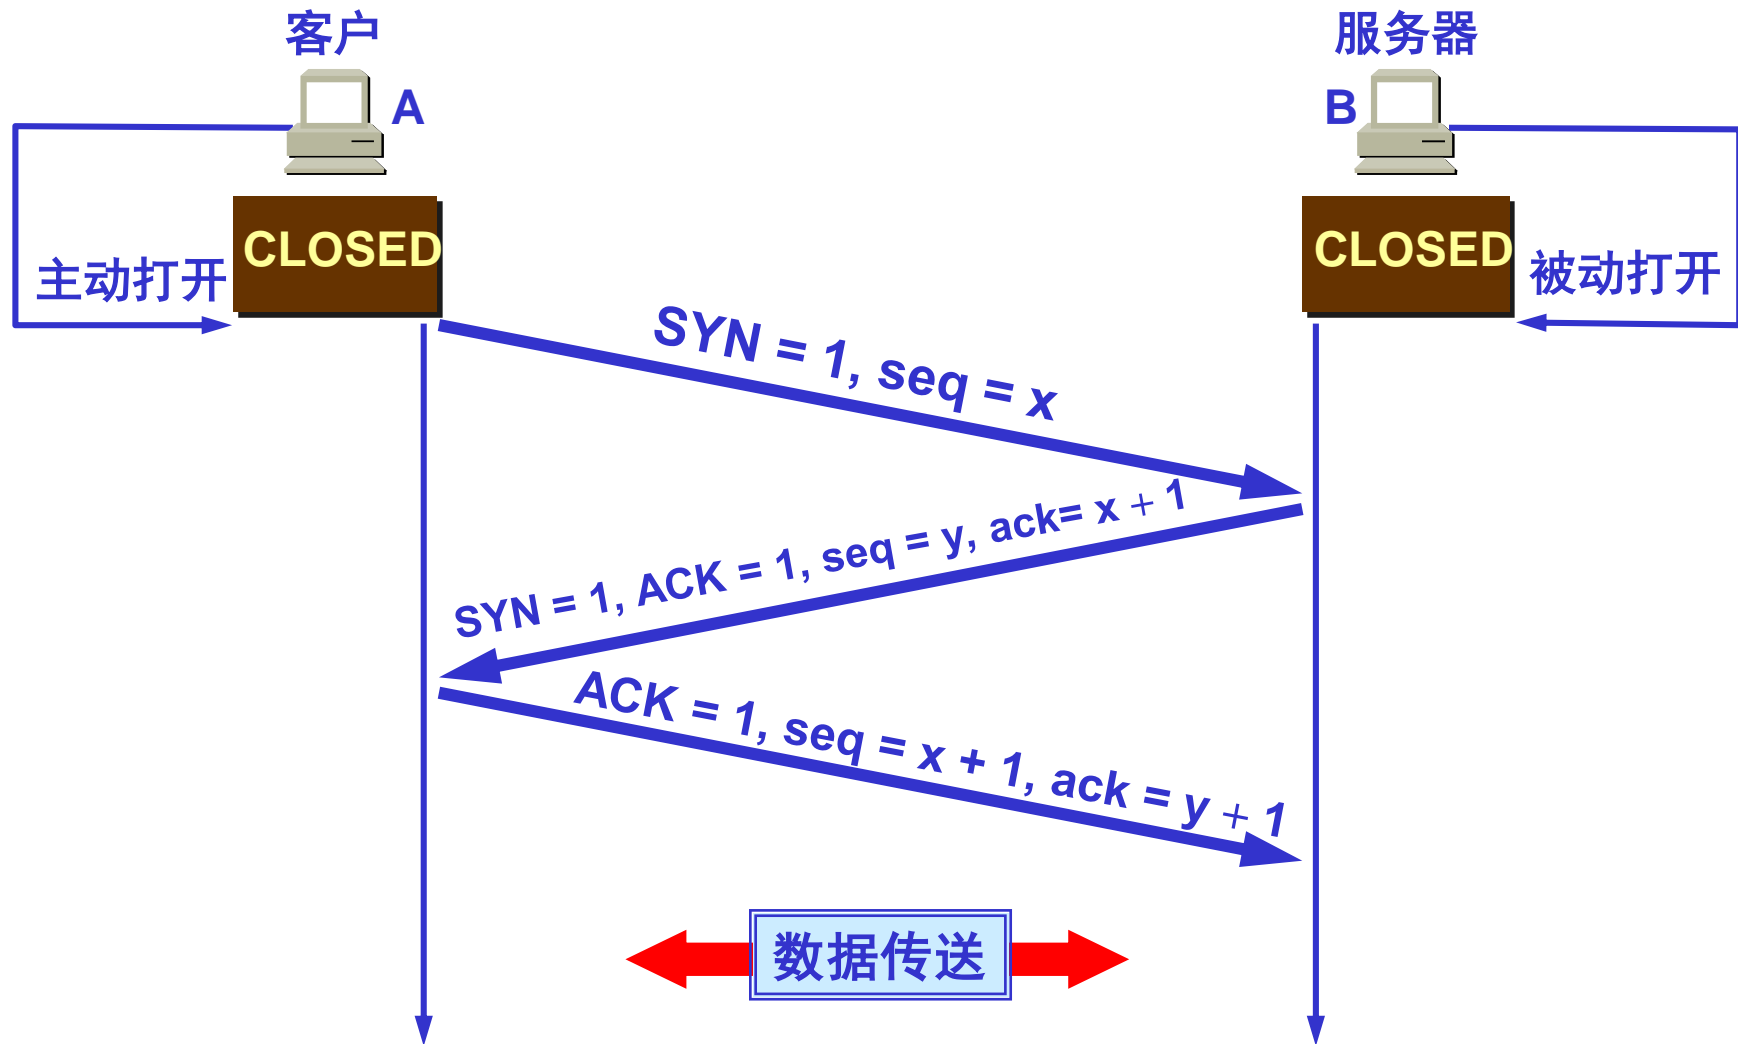 客户
服务器
A
B
CLOSED
CLOSED
主动打开
被动打开
SYN = 1, seq = x
SYN = 1, ACK = 1, seq = y, ack= x + 1
ACK = 1, seq = x + 1, ack = y + 1
数据传送